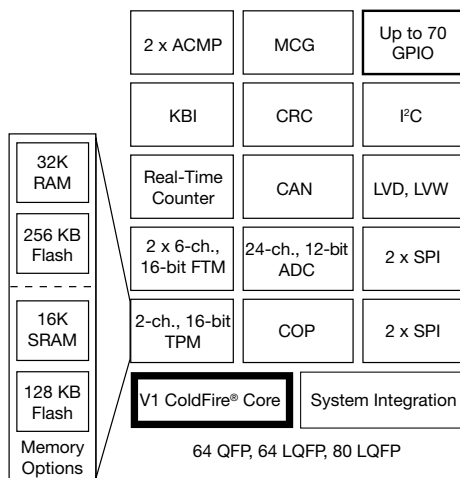 2 x ACMP
MCG
Up to 70
GPIO
KBI
CRC
I²C
32K
RAM
Real-Time
Counter
CAN
LVD, LVW
256 KB
Flash
2 x 6-ch.,
16-bit FTM
24-ch., 12-bit
ADC
2 x SPI
16K
SRAM
2-ch., 16-bit
TPM
COP
2 x SPI
128 KB
Flash
V1 ColdFire® Core
System Integration
Memory
Options
64 QFP, 64 LQFP, 80 LQFP